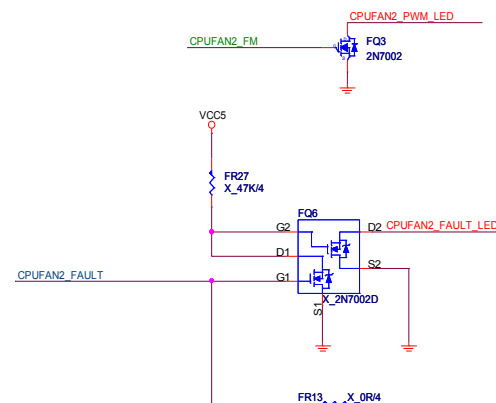 CPUFAN2_PWM_LED
CPUFAN2_FM
FQ3
2N7002
VCC5
FR27
X_47K/4
FQ6
G2
D2
CPUFAN2_FAULT_LED
D1
S2
CPUFAN2_FAULT
G1
X_2N7002D
S1
FR13
X_0R/4